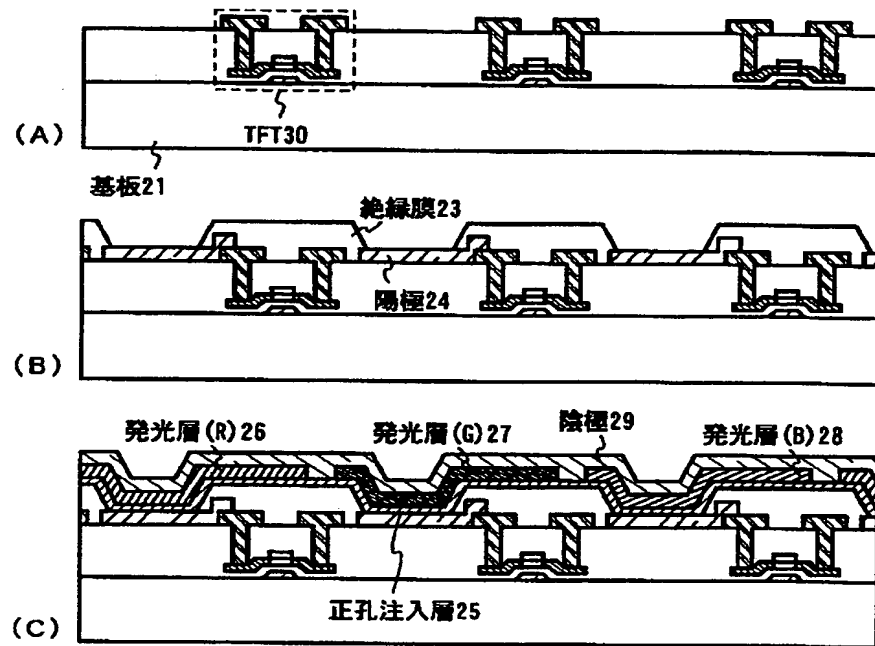 (A)
TFT30
基板21
絶縁膜23
陽極24
(B)
発光層(R)26
発光層(G)27
陰極29
発光層(B)28
正孔注入層25
(C)